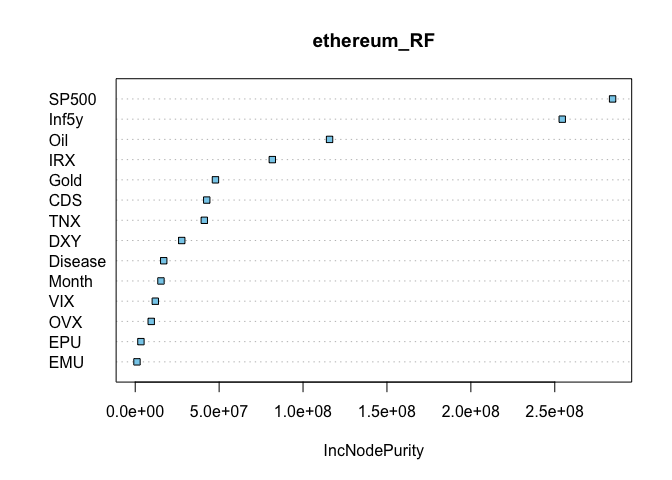 ethereum_RF
SP500
Inf5y
Oil
IRX
Gold
CDS
TNX
DXY
Disease
Month
VIX
OVX
EPU
EMU
0.0e+00 5.0e+07 1.0e+08 1.5e+08 2.0e+08 2.5e+08
IncNodePurity